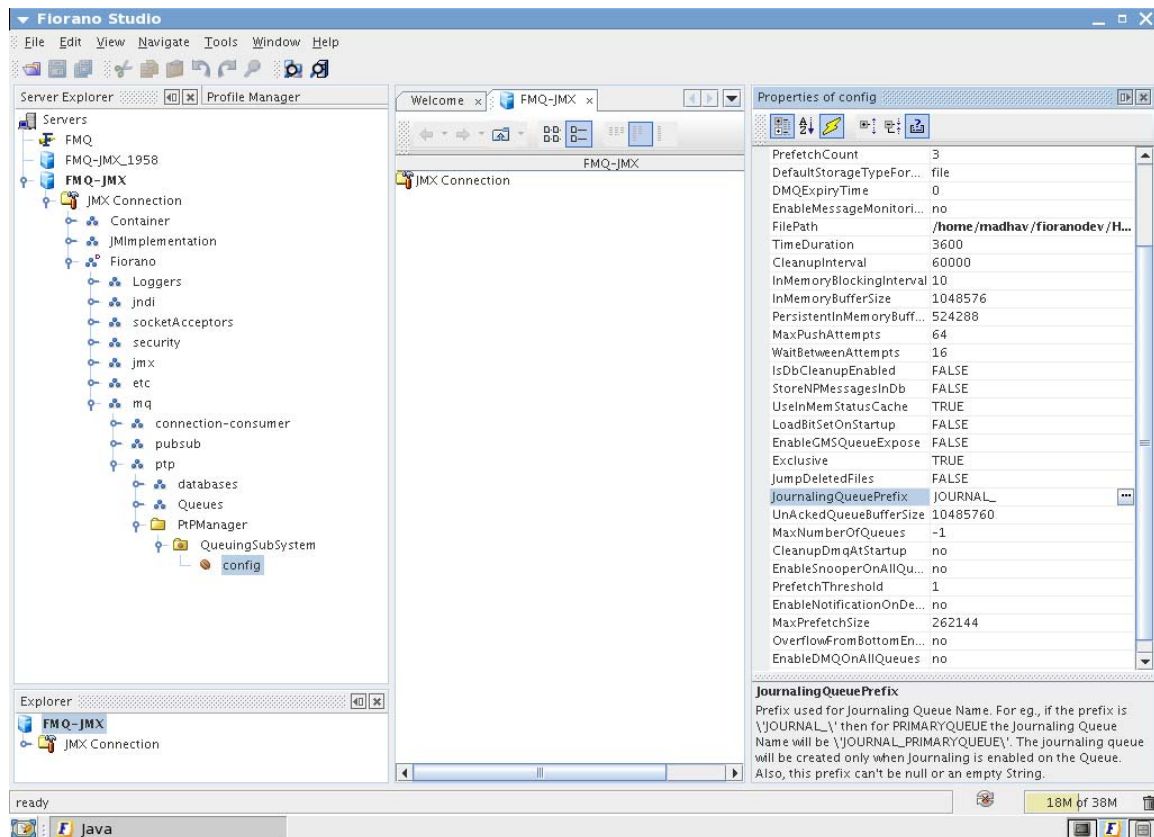 Fiorano Studio
File Edit View Navigate Tools Window Help
Server Explorer Profile Manager
Servers
FMQ
FMQ-JMX_1958
FMQ-JMX
JMX Connection
Container
JMImplementation
Fiorano
Loggers
jndi
socketAcceptors
security
jmx
etc
mq
connection-consumer
pubsub
ptp
databases
Queues
PtPManager
QueuingSubSystem
config
Explorer
FMQ-JMX
JMX Connection
Welcome FMQ-JMX
FMQ-JMX
JMX Connection
Properties of config
PrefetchCount 3
DefaultStorageTypeFor... file
DMQExpiryTime 0
EnableMessageMonitori... no
FilePath /home/madhav/fioranodev/H...
TimeDuration 3600
CleanupInterval 60000
InMemoryBlockingInterval 10
InMemoryBufferSize 1048576
PersistentInMemoryBuff... 524288
MaxPushAttempts 64
WaitBetweenAttempts 16
IsDbCleanupEnabled FALSE
StoreNPMessagesInDb FALSE
UseInMemStatusCache TRUE
LoadBitSetOnStartup FALSE
EnableGMSQueueExpose FALSE
Exclusive TRUE
JumpDeletedFiles FALSE
JournalingQueuePrefix JOURNAL_ ...
UnAckedQueueBufferSize 10485760
MaxNumberOfQueues -1
CleanupDmqAtStartup no
EnableSnooperOnAllQu... no
PrefetchThreshold 1
EnableNotificationOnDe... no
MaxPrefetchSize 262144
OverflowFromBottomEn... no
EnableDMQOnAllQueues no
JournalingQueuePrefix
Prefix used for Journaling Queue Name. For eg., if the prefix is
\'JOURNAL_\' then for PRIMARYQUEUE the Journaling Queue
Name will be \'JOURNAL_PRIMARYQUEUE\'. The journaling queue
will be created only when Journaling is enabled on the Queue.
Also, this prefix can't be null or an empty String.
ready
18M of 38M
Java